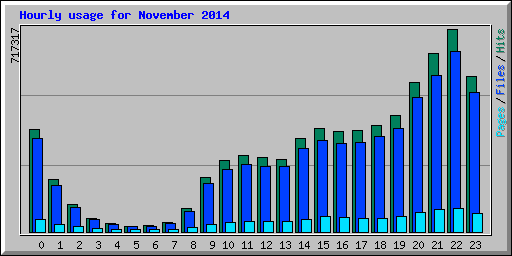 Hourly usage for November 2014
717317
Pages/Files/Hits
0 1 2 3 4 5 6 7 8 9 10 11 12 13 14 15 16 17 18 19 20 21 22 23